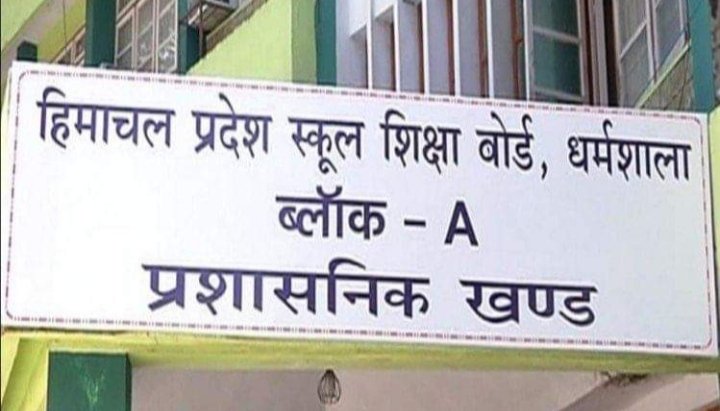 हिमाचल प्रदेश स्कूल शिक्षा बोर्ड, धर्मशाला
ब्लॉक - A
प्रशासनिक खण्ड